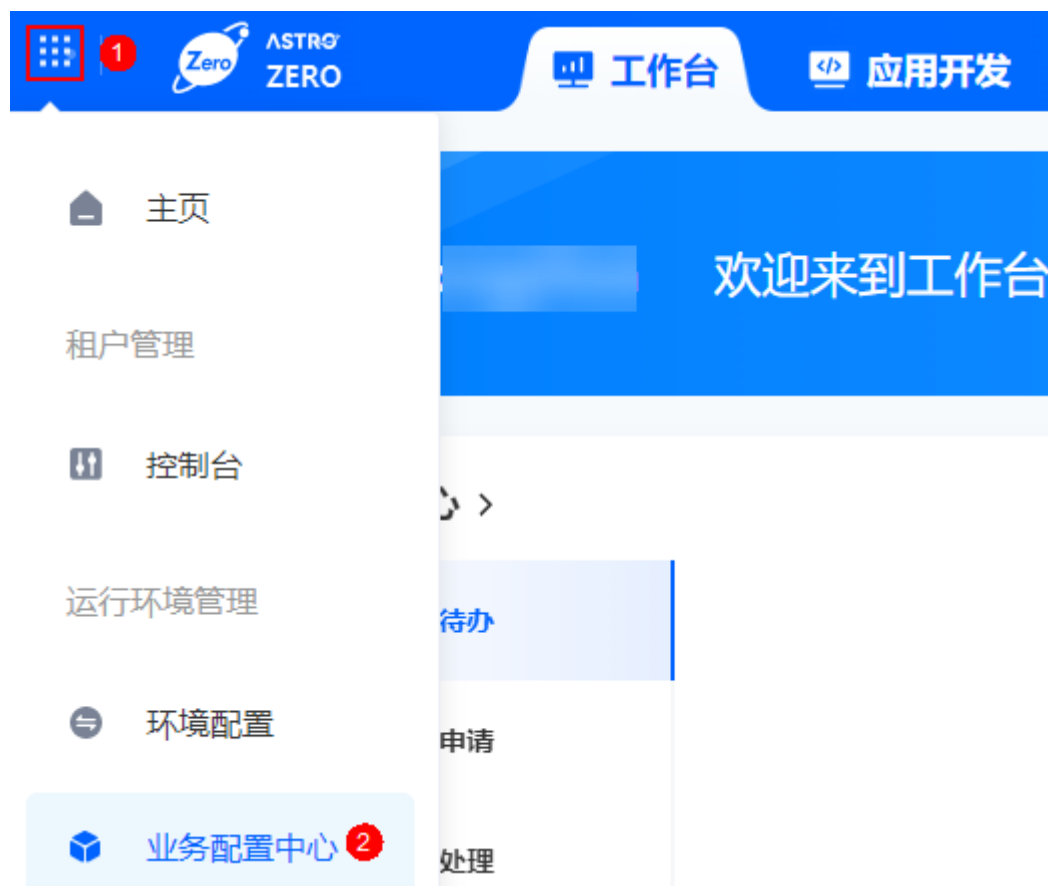 1
Zero
ASTRO
ZERO
工作台
应用开发
主页
欢迎来到工作台
租户管理
控制台
运行环境管理
待办
环境配置
申请
业务配置中心 2
处理